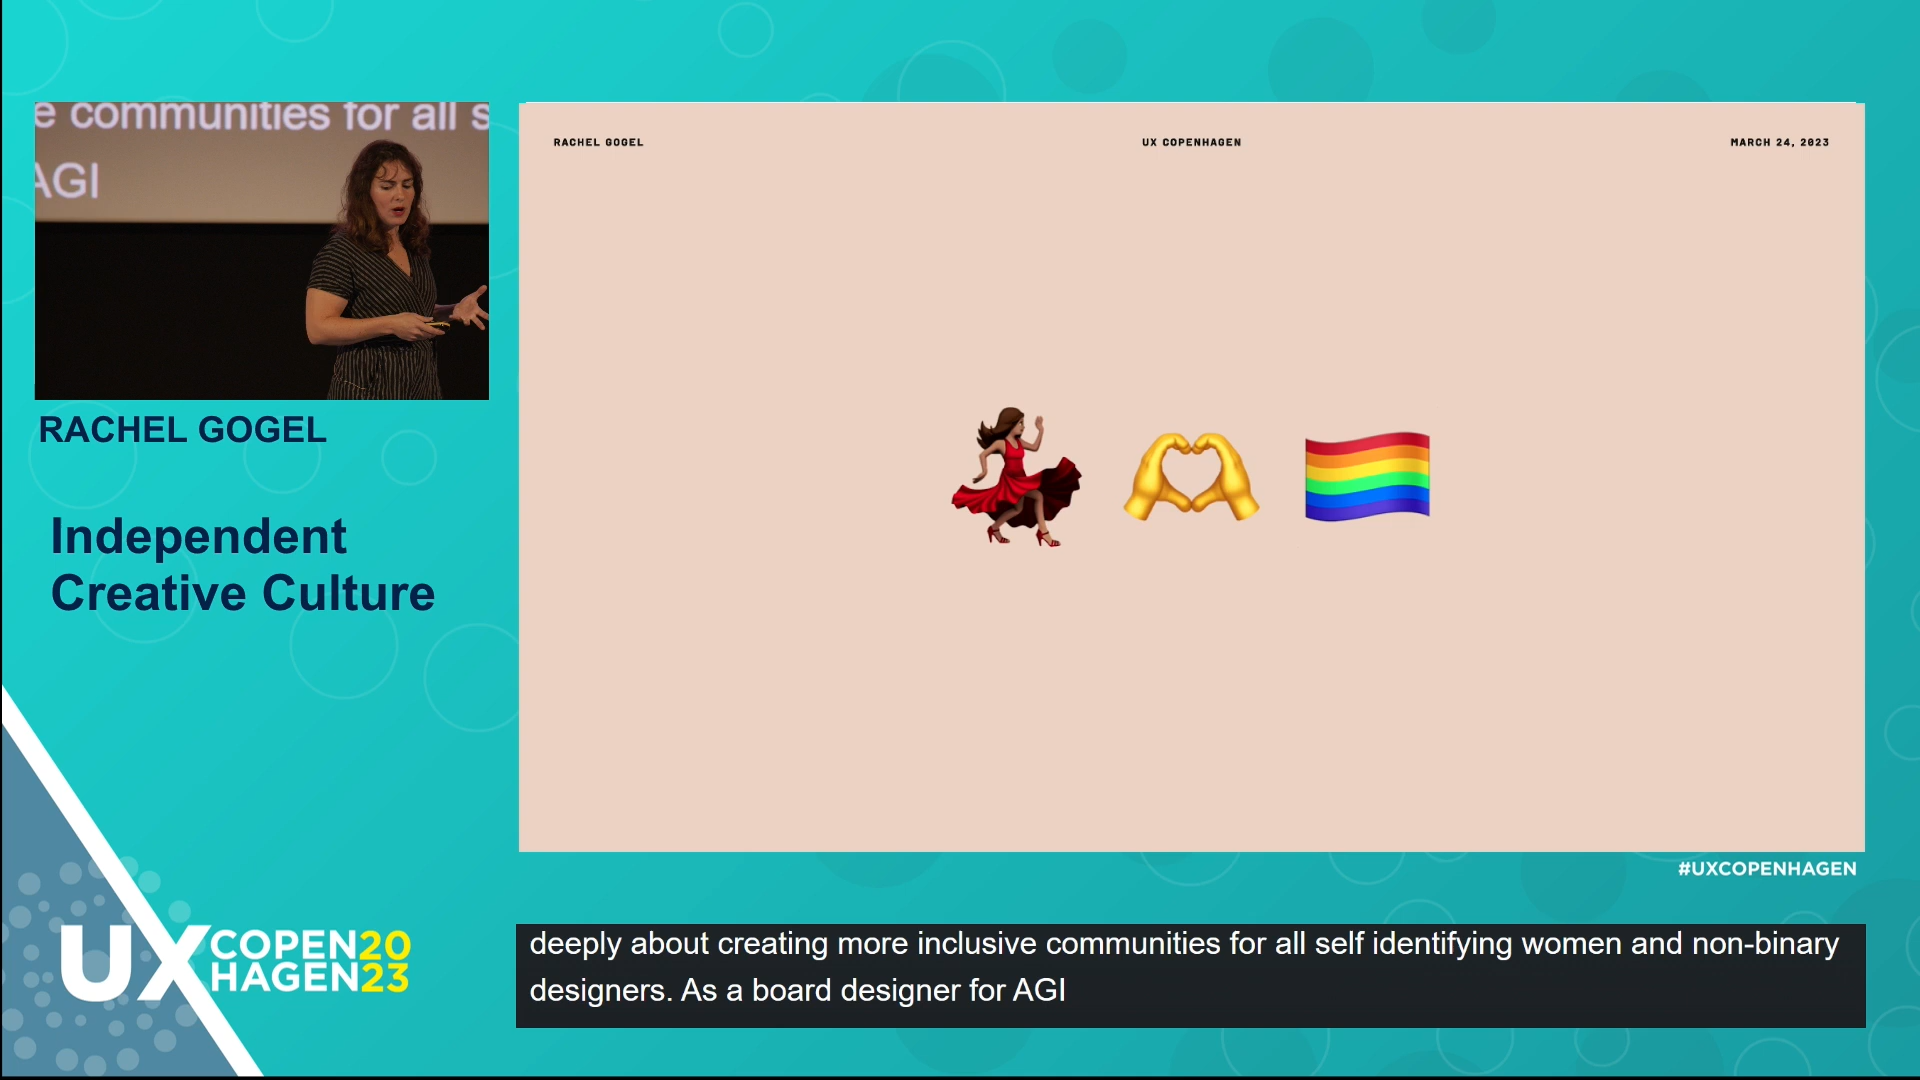 e communities for all s
AGI
RACHEL GOGEL
Independent
Creative Culture
RACHEL GOGEL
UX COPENHAGEN
MARCH 24, 2023
#UXCOPENHAGEN
deeply about creating more inclusive communities for all self identifying women and non-binary
designers. As a board designer for AGI
UX COPEN20
HAGEN23